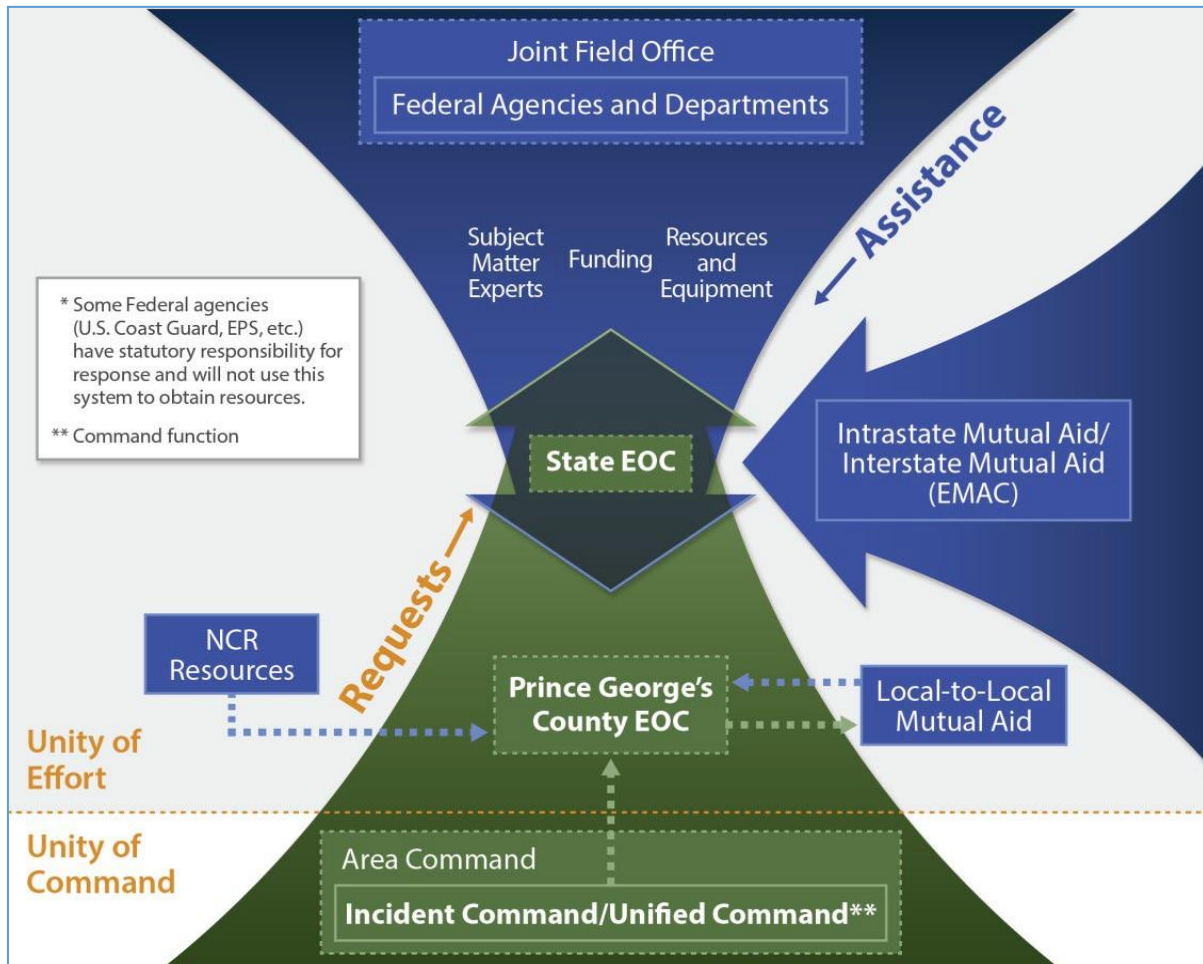 Joint Field Office
Federal Agencies and Departments
Assistance
Subject
Matter
Experts
Funding
Resources
and
Equipment
* Some Federal agencies
(U.S. Coast Guard, EPS, etc.)
have statutory responsibility for
response and will not use this
system to obtain resources.
** Command function
State EOC
Intrastate Mutual Aid/
Interstate Mutual Aid
(EMAC)
Requests
NCR
Resources
Prince George's
County EOC
Local-to-Local
Mutual Aid
Unity of
Effort
Unity of
Command
Area Command
Incident Command/Unified Command**